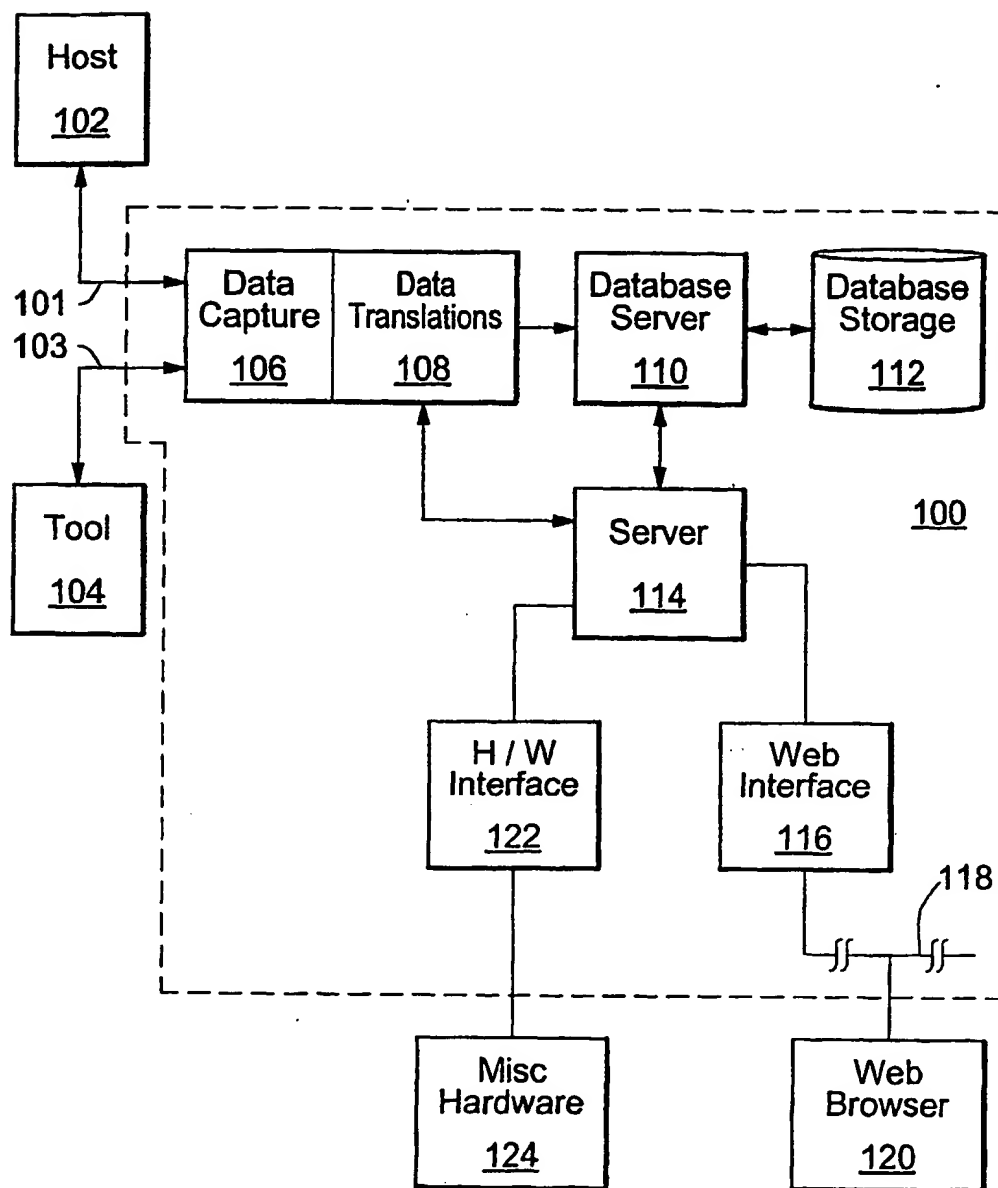 Host
102
101
103
Data
Capture
106
Data
Translations
108
Database
Server
110
Database
Storage
112
Tool
104
Server
114
100
H / W
Interface
122
Web
Interface
116
118
Misc
Hardware
124
Web
Browser
120